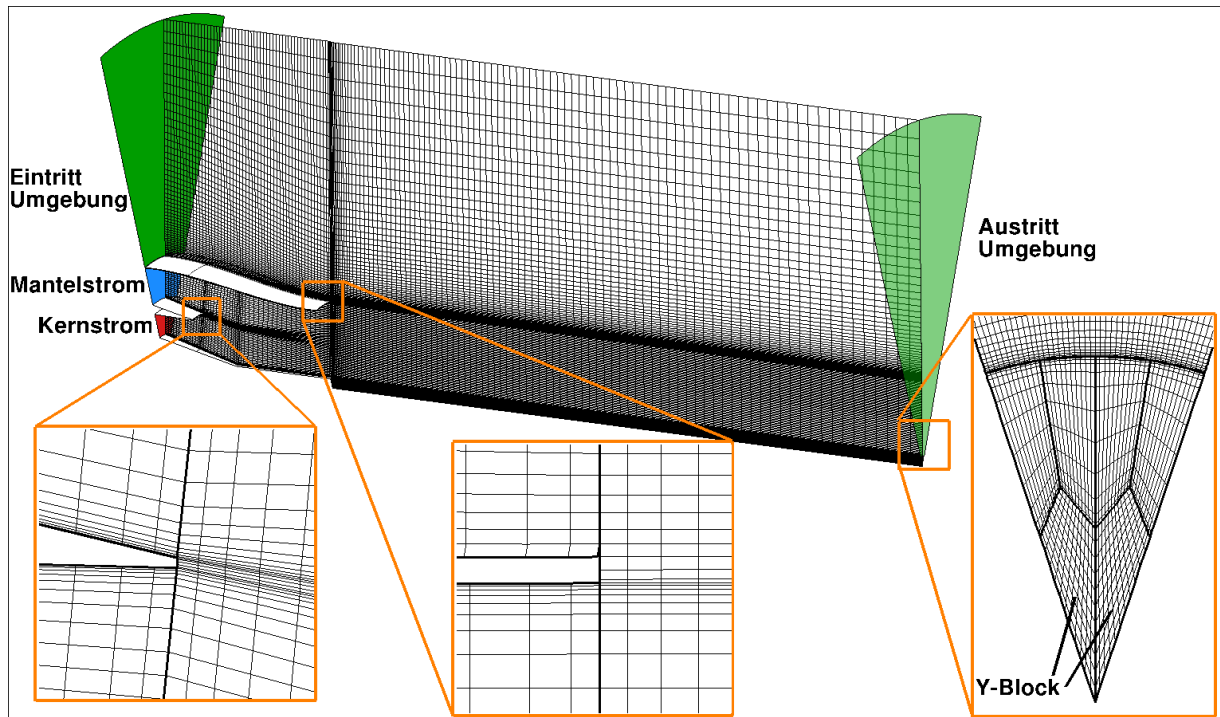 Eintritt
Umgebung
Mantelstrom
Kernstrom
Austritt
Umgebung
Y-Block